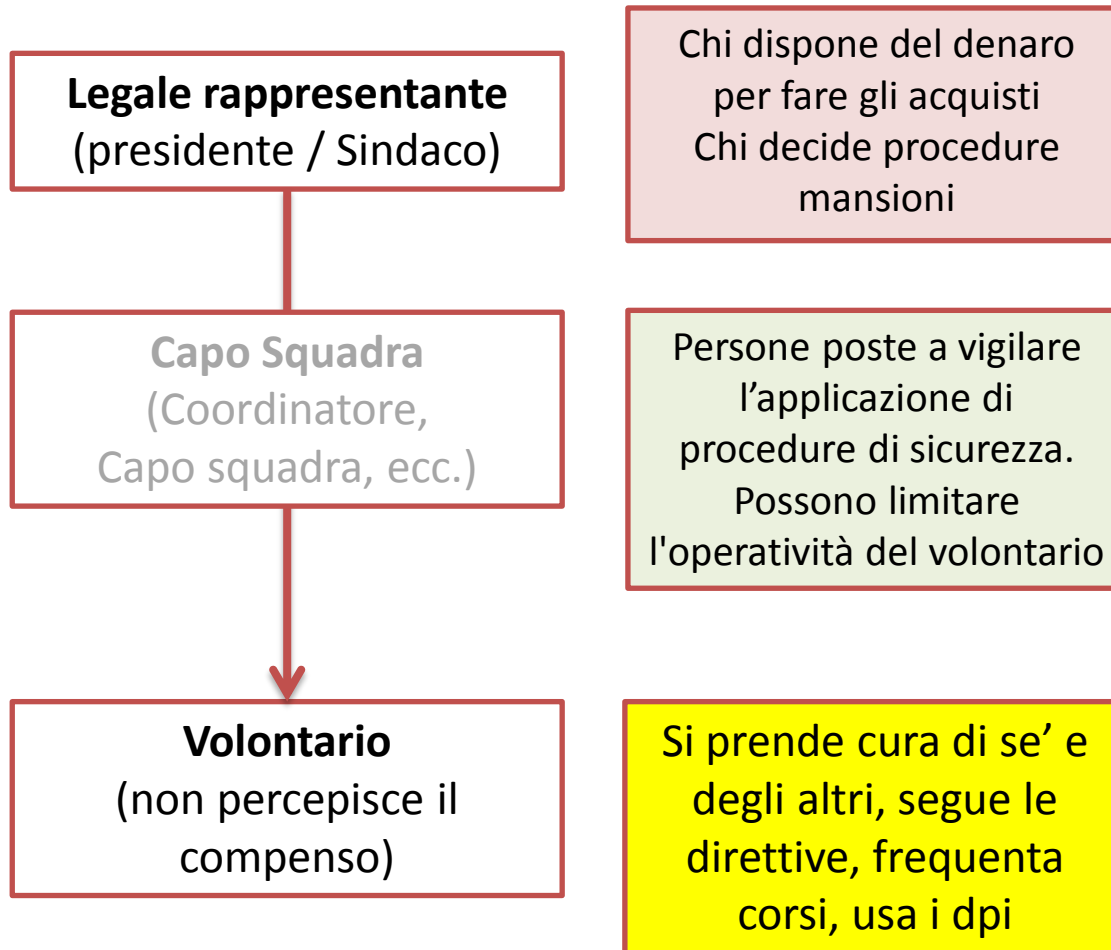 Legale rappresentante
(presidente / Sindaco)
Chi dispone del denaro
per fare gli acquisti
Chi decide procedure
mansioni
Capo Squadra
(Coordinatore,
Capo squadra, ecc.)
Persone poste a vigilare
l’applicazione di
procedure di sicurezza.
Possono limitare
l'operatività del volontario
Volontario
(non percepisce il
compenso)
Si prende cura di se’ e
degli altri, segue le
direttive, frequenta
corsi, usa i dpi